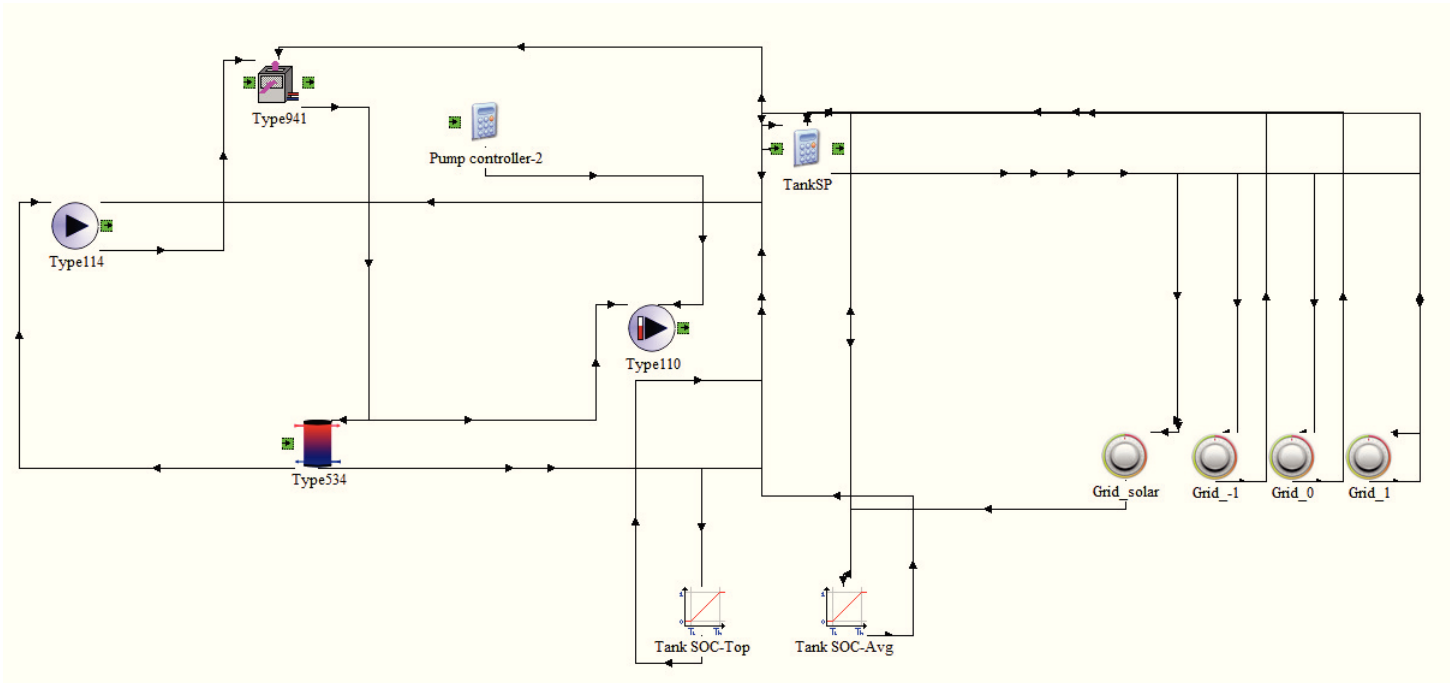 Type941
Pump controller-2
TankSP
Type114
Type110
Type534
Grid_solar
Grid_-1
Grid_0
Grid_1
Tank SOC-Top
Tank SOC-Avg